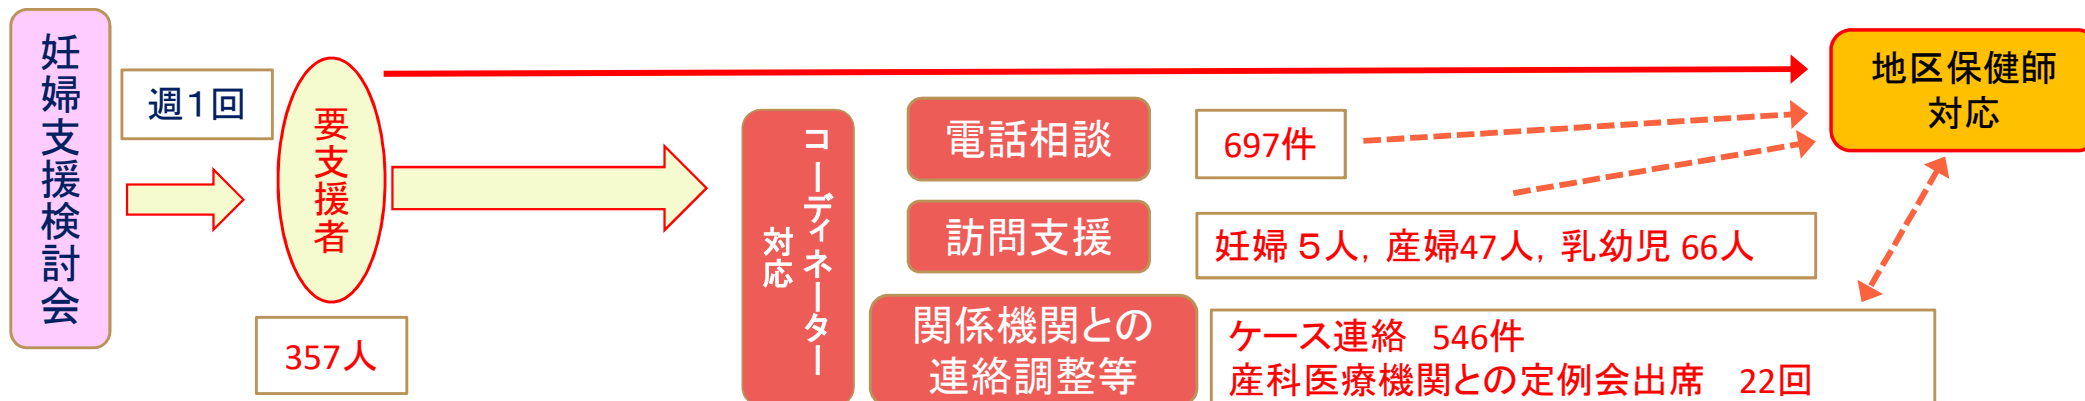 妊婦支援検討会
週1回
要支援者
357人
コーディネーター
対応
電話相談
697件
訪問支援
妊婦 5人, 産婦47人, 乳幼児 66人
関係機関との
連絡調整等
ケース連絡 546件
産科医療機関との定例会出席 22回
地区保健師
対応